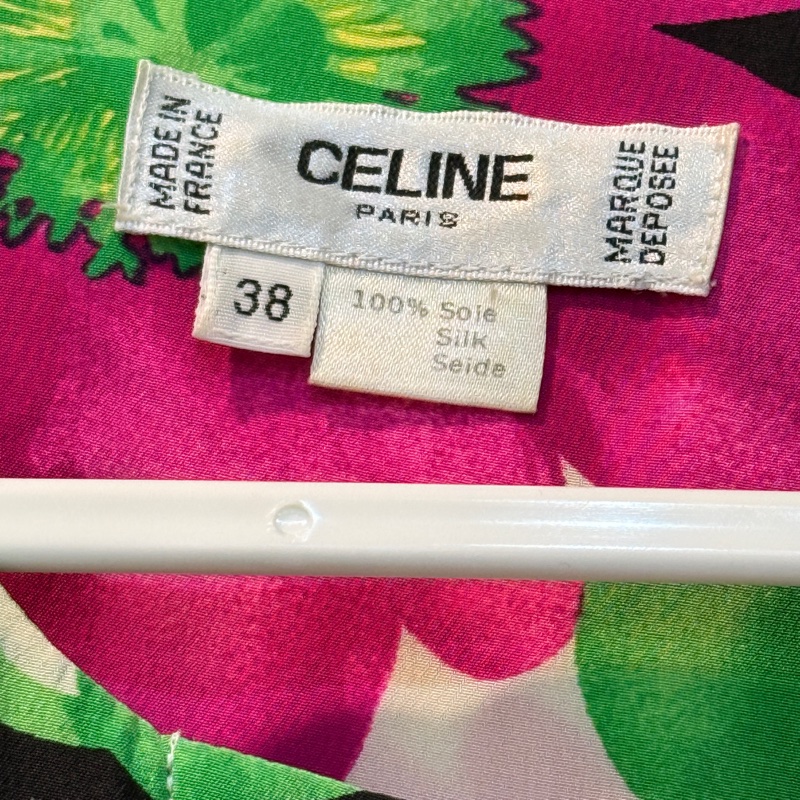 MADE IN
FRANCE
CELINE
PARIS
MARQUE
DEPOSEE
38
100% Soie
Silk
Seide